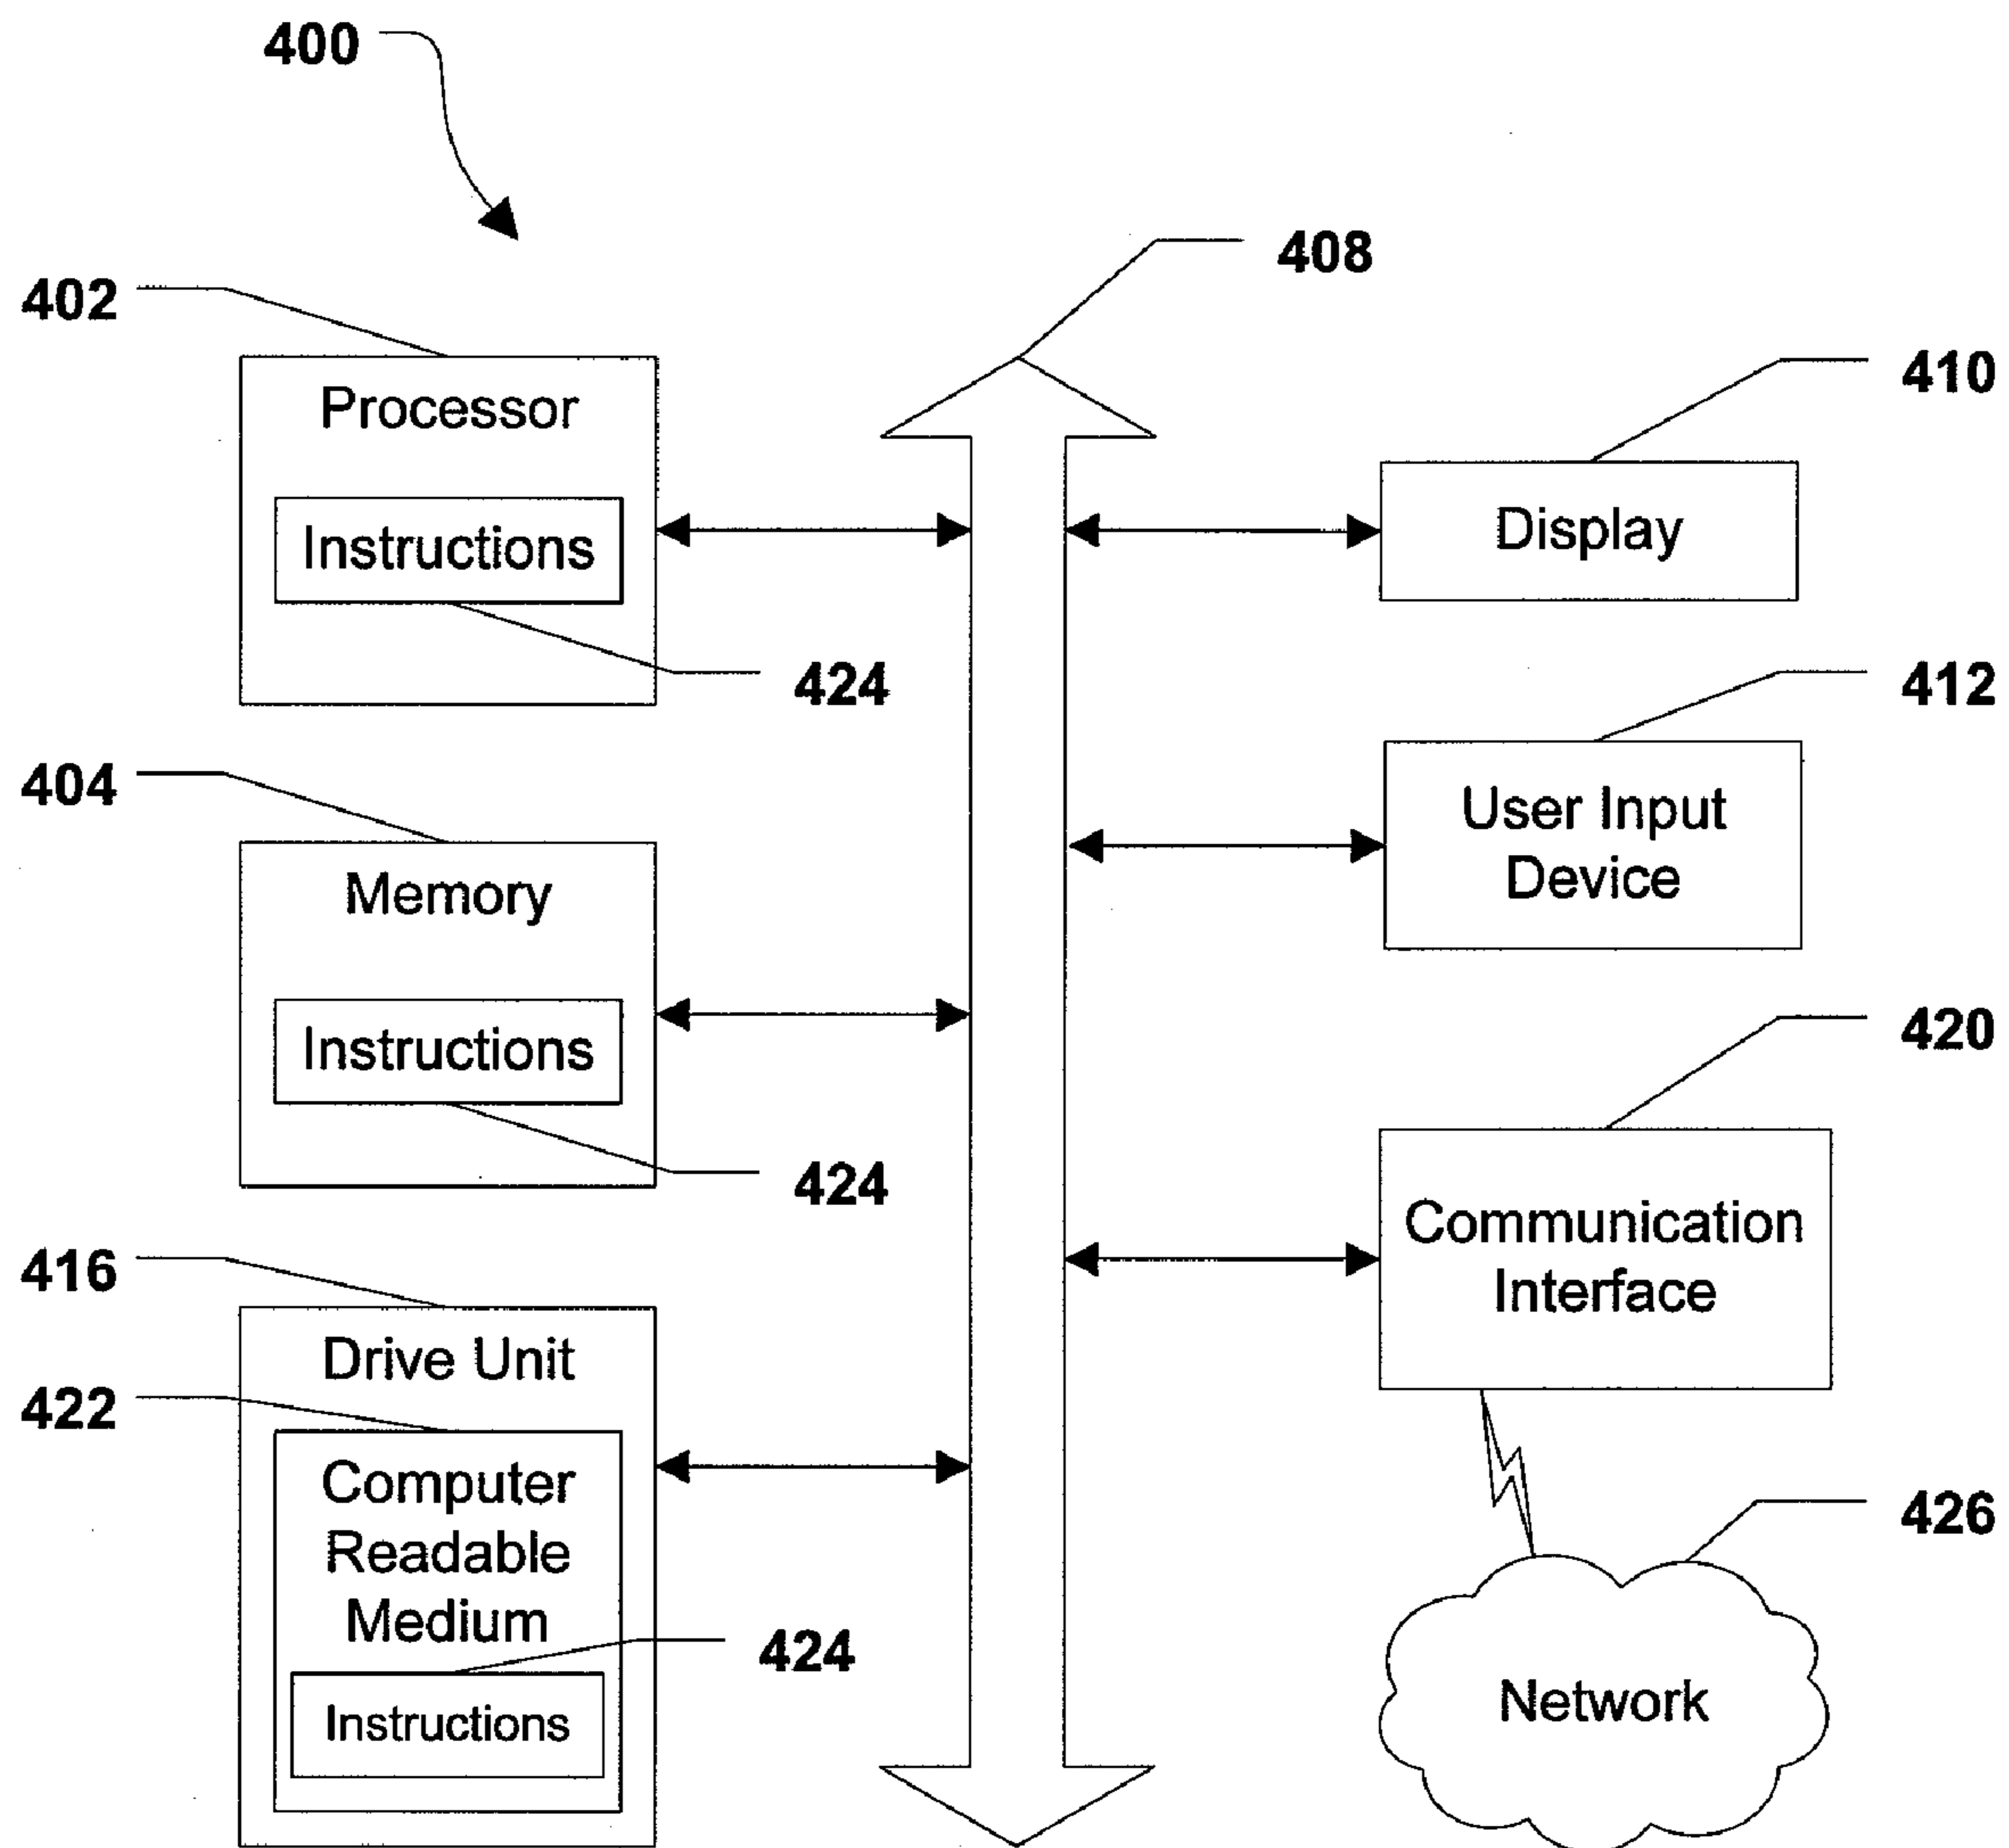 400
408
402
Processor
410
Instructions
Display
424
412
404
User Input
Device
Memory
420
Instructions
424
Communication
Interface
416
Drive Unit
422
Computer
Readable
Medium
426
424
Instructions
Network